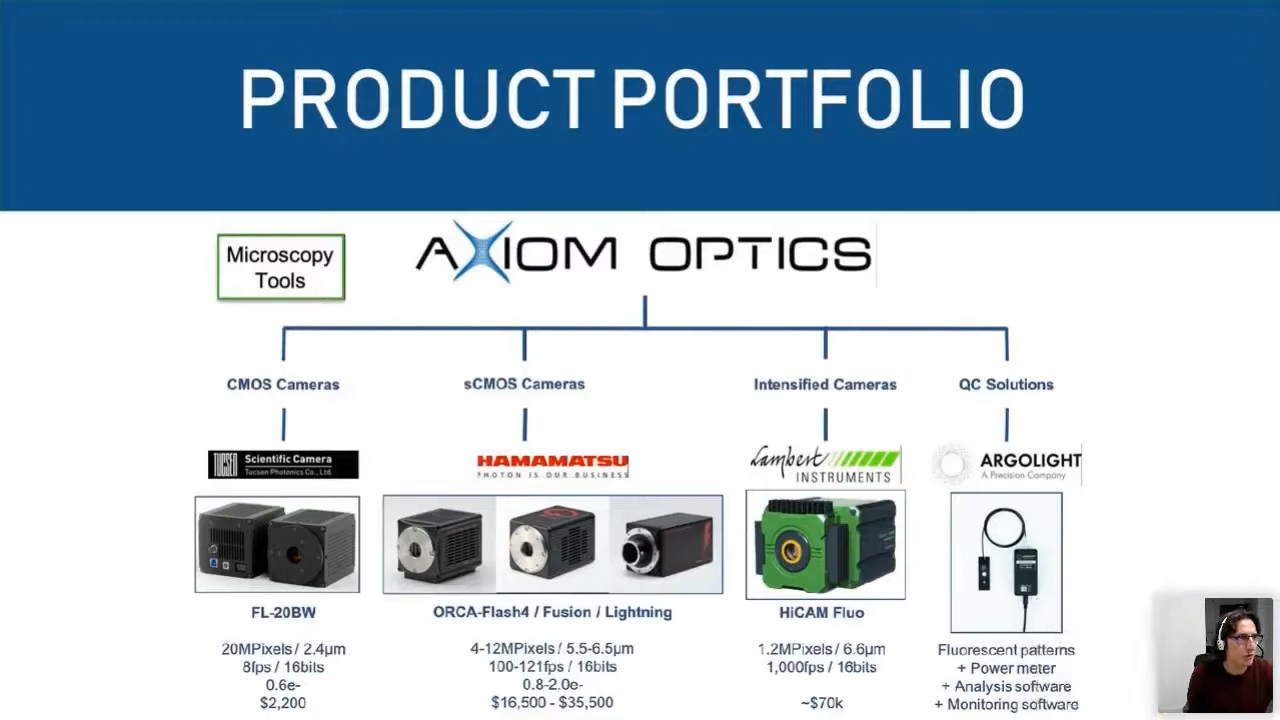 PRODUCT PORTFOLIO
Microscopy
Tools
AXIOM OPTICS
CMOS Cameras
sCMOS Cameras
Intensified Cameras
QC Solutions
TUCSEN Scientific Camera
Tucsen Photonics Co., Ltd.
HAMAMATSU
PHOTON IS OUR BUSINESS
Lambert
INSTRUMENTS
ARGOLIGHT
A Precision Company
FL-20BW
20MPixels / 2.4µm
8fps / 16bits
0.6e-
$2,200
ORCA-Flash4 / Fusion / Lightning
4-12MPixels / 5.5-6.5µm
100-121fps / 16bits
0.8-2.0e-
$16,500 - $35,500
HiCAM Fluo
1.2MPixels / 6.6µm
1,000fps / 16bits
~$70k
Fluorescent patterns
+ Power meter
+ Analysis software
+ Monitoring software